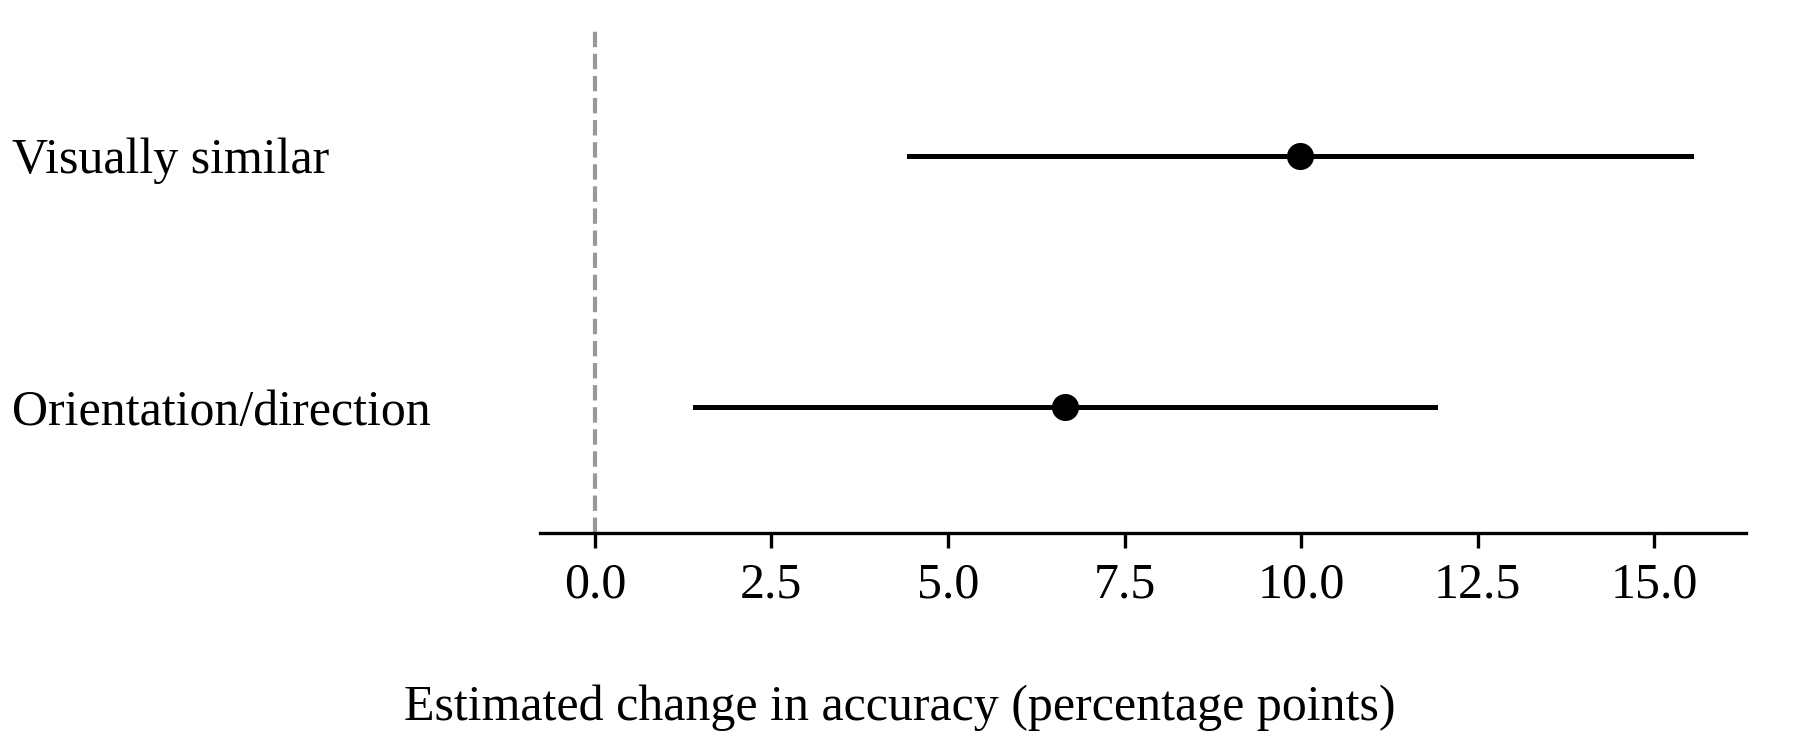 Visually similar
Orientation/direction
0.0 2.5 5.0 7.5 10.0 12.5 15.0
Estimated change in accuracy (percentage points)